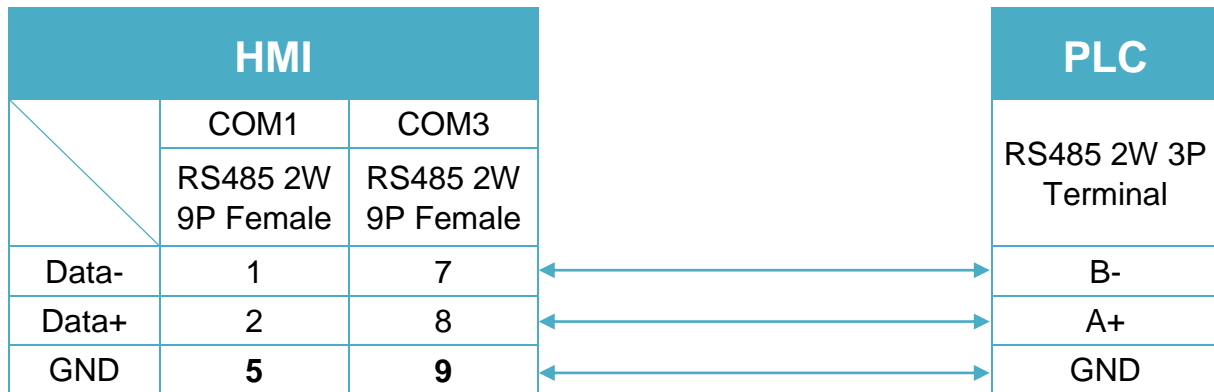 HMI
PLC
COM1 COM3
RS485 2W
9P Female
RS485 2W
9P Female
RS485 2W 3P
Terminal
Data- 1 7 B-
Data+ 2 8 A+
GND 5 9 GND